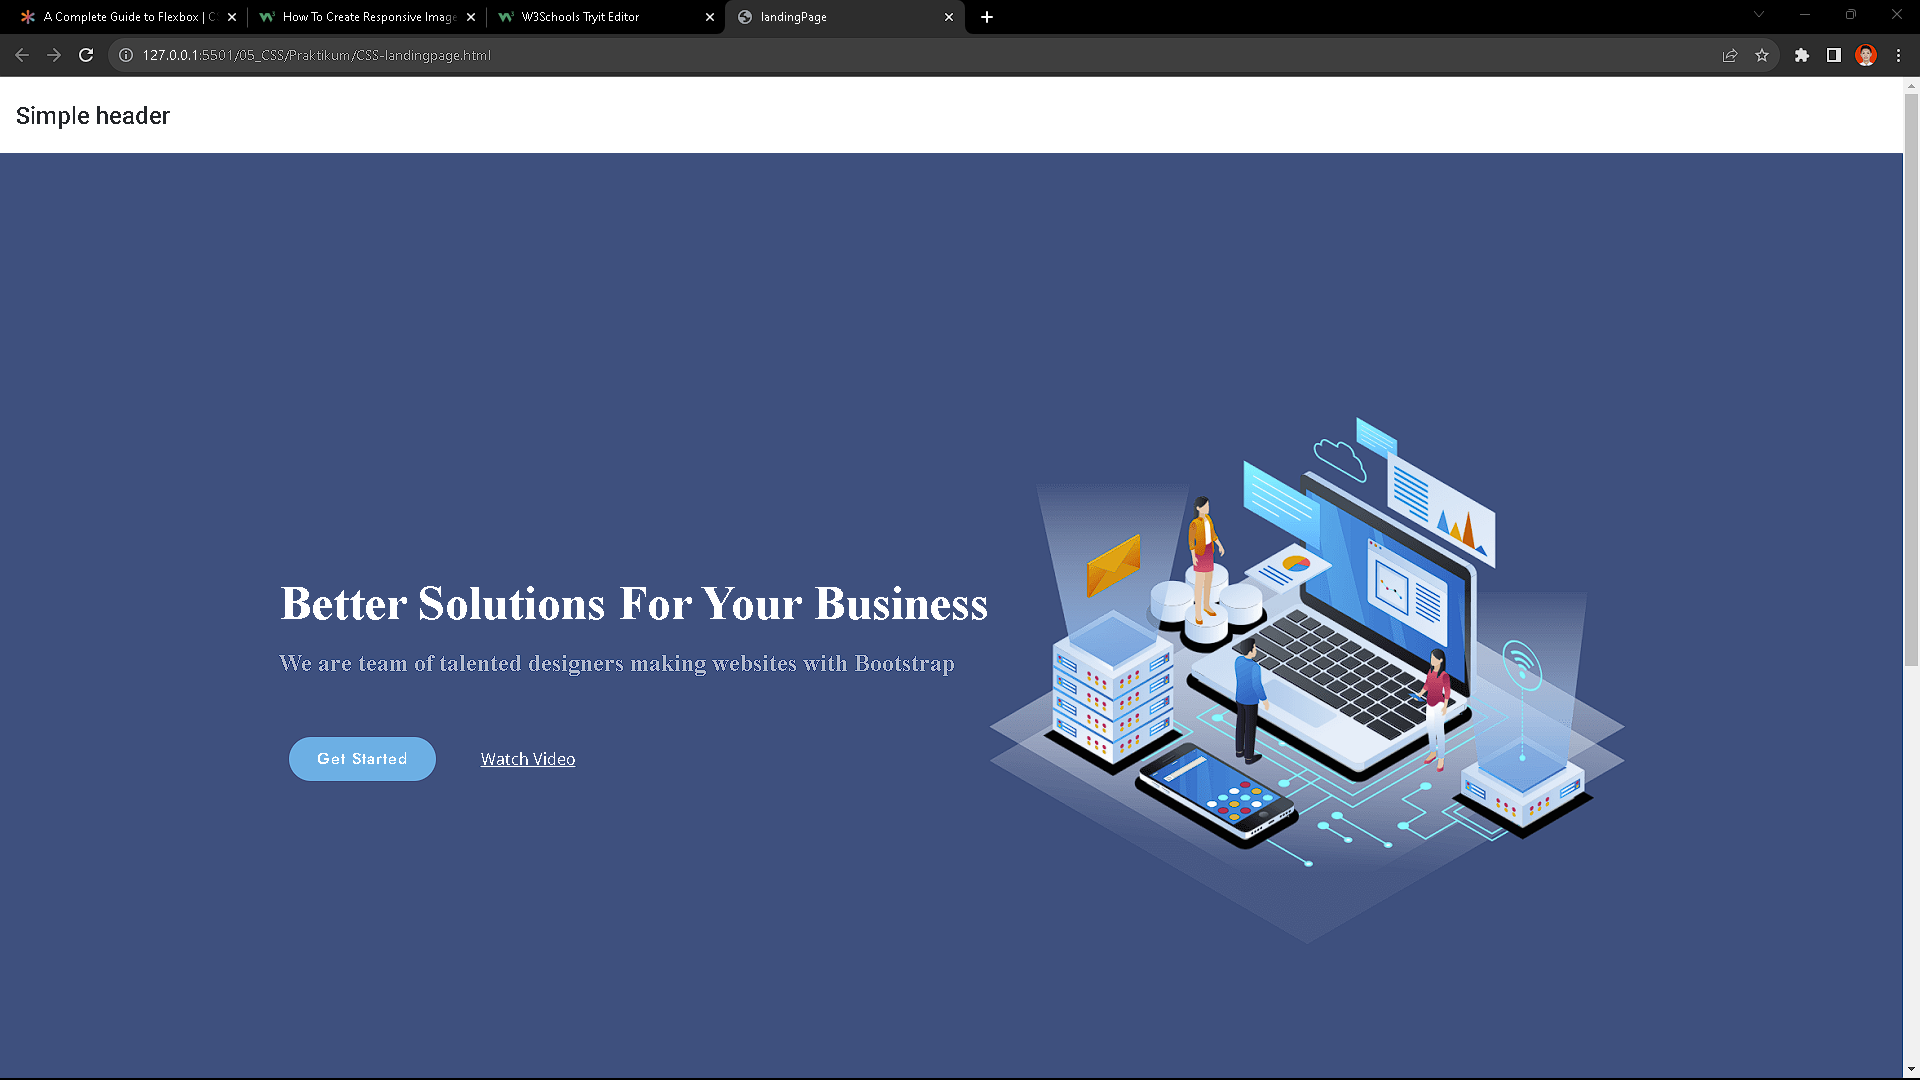 A Complete Guide to Flexbox | C
How To Create Responsive Image
W3Schools Tryit Editor
landingPage
127.0.0.1:5501/05_CSS/Praktikum/CSS-landingpage.html
Simple header
Better Solutions For Your Business
We are team of talented designers making websites with Bootstrap
Get Started
Watch Video